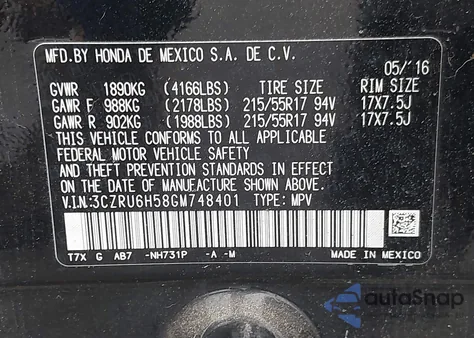 MFD.BY HONDA DE MEXICO S.A. DE C.V.
05/'16
GVWR 1890KG (4166LBS) TIRE SIZE RIM SIZE
GAWR F 988KG (2178LBS) 215/55R17 94V 17X7.5J
GAWR R 902KG (1988LBS) 215/55R17 94V 17X7.5J
THIS VEHICLE CONFORMS TO ALL APPLICABLE
FEDERAL MOTOR VEHICLE SAFETY
AND THEFT PREVENTION STANDARDS IN EFFECT
ON THE DATE OF MANUFACTURE SHOWN ABOVE.
V.I.N:3CZRU6H58GM748401 TYPE: MPV
T7X G AB7 -NH731P -A -M MADE IN MEXICO
autoSnap